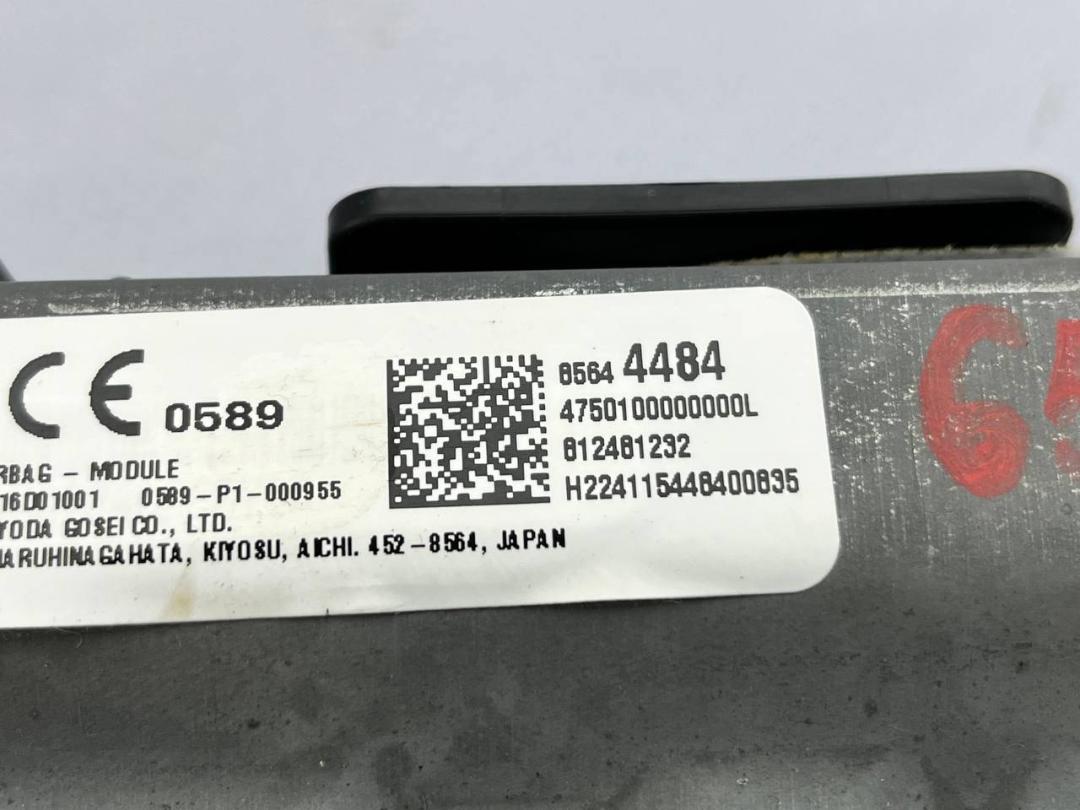 CE 0589
RBAG - MODULE
16D01001 0589-P1-000955
YODA GOSEI CO., LTD.
ARUHINAGAHATA, KIYOSU, AICHI. 452-8564, JAPAN
8564 4484
4750100000000L
812481232
H224115448400835
65